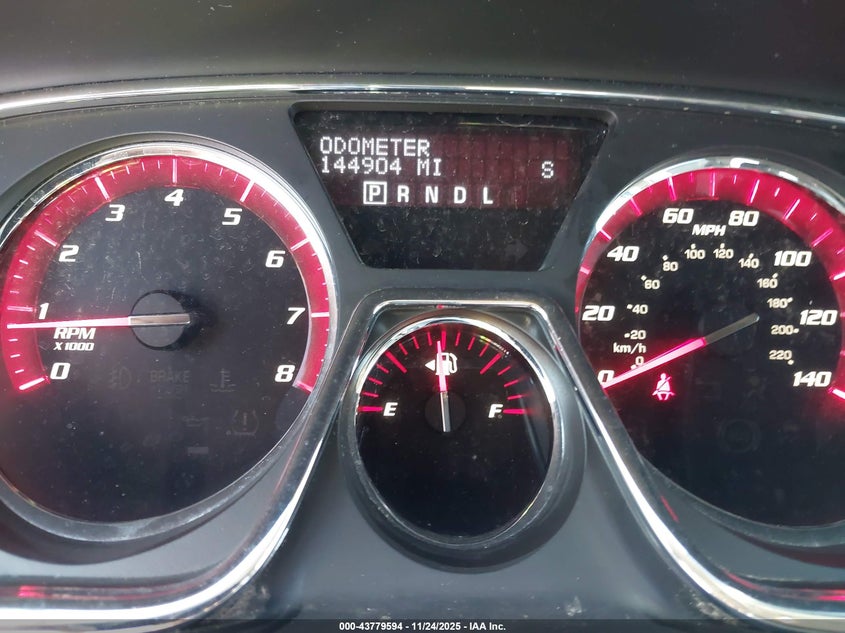 ODOMETER
144904 MI S
P R N D L
0 1 2 3 4 5 6 7 8
RPM
X1000
BRAKE
E F
0 20 40 60 80 100 120 140
MPH
0 20 40 60 80 100 120 140 160 180 200 220
km/h
000-43779594 - 11/24/2025 - IAA Inc.